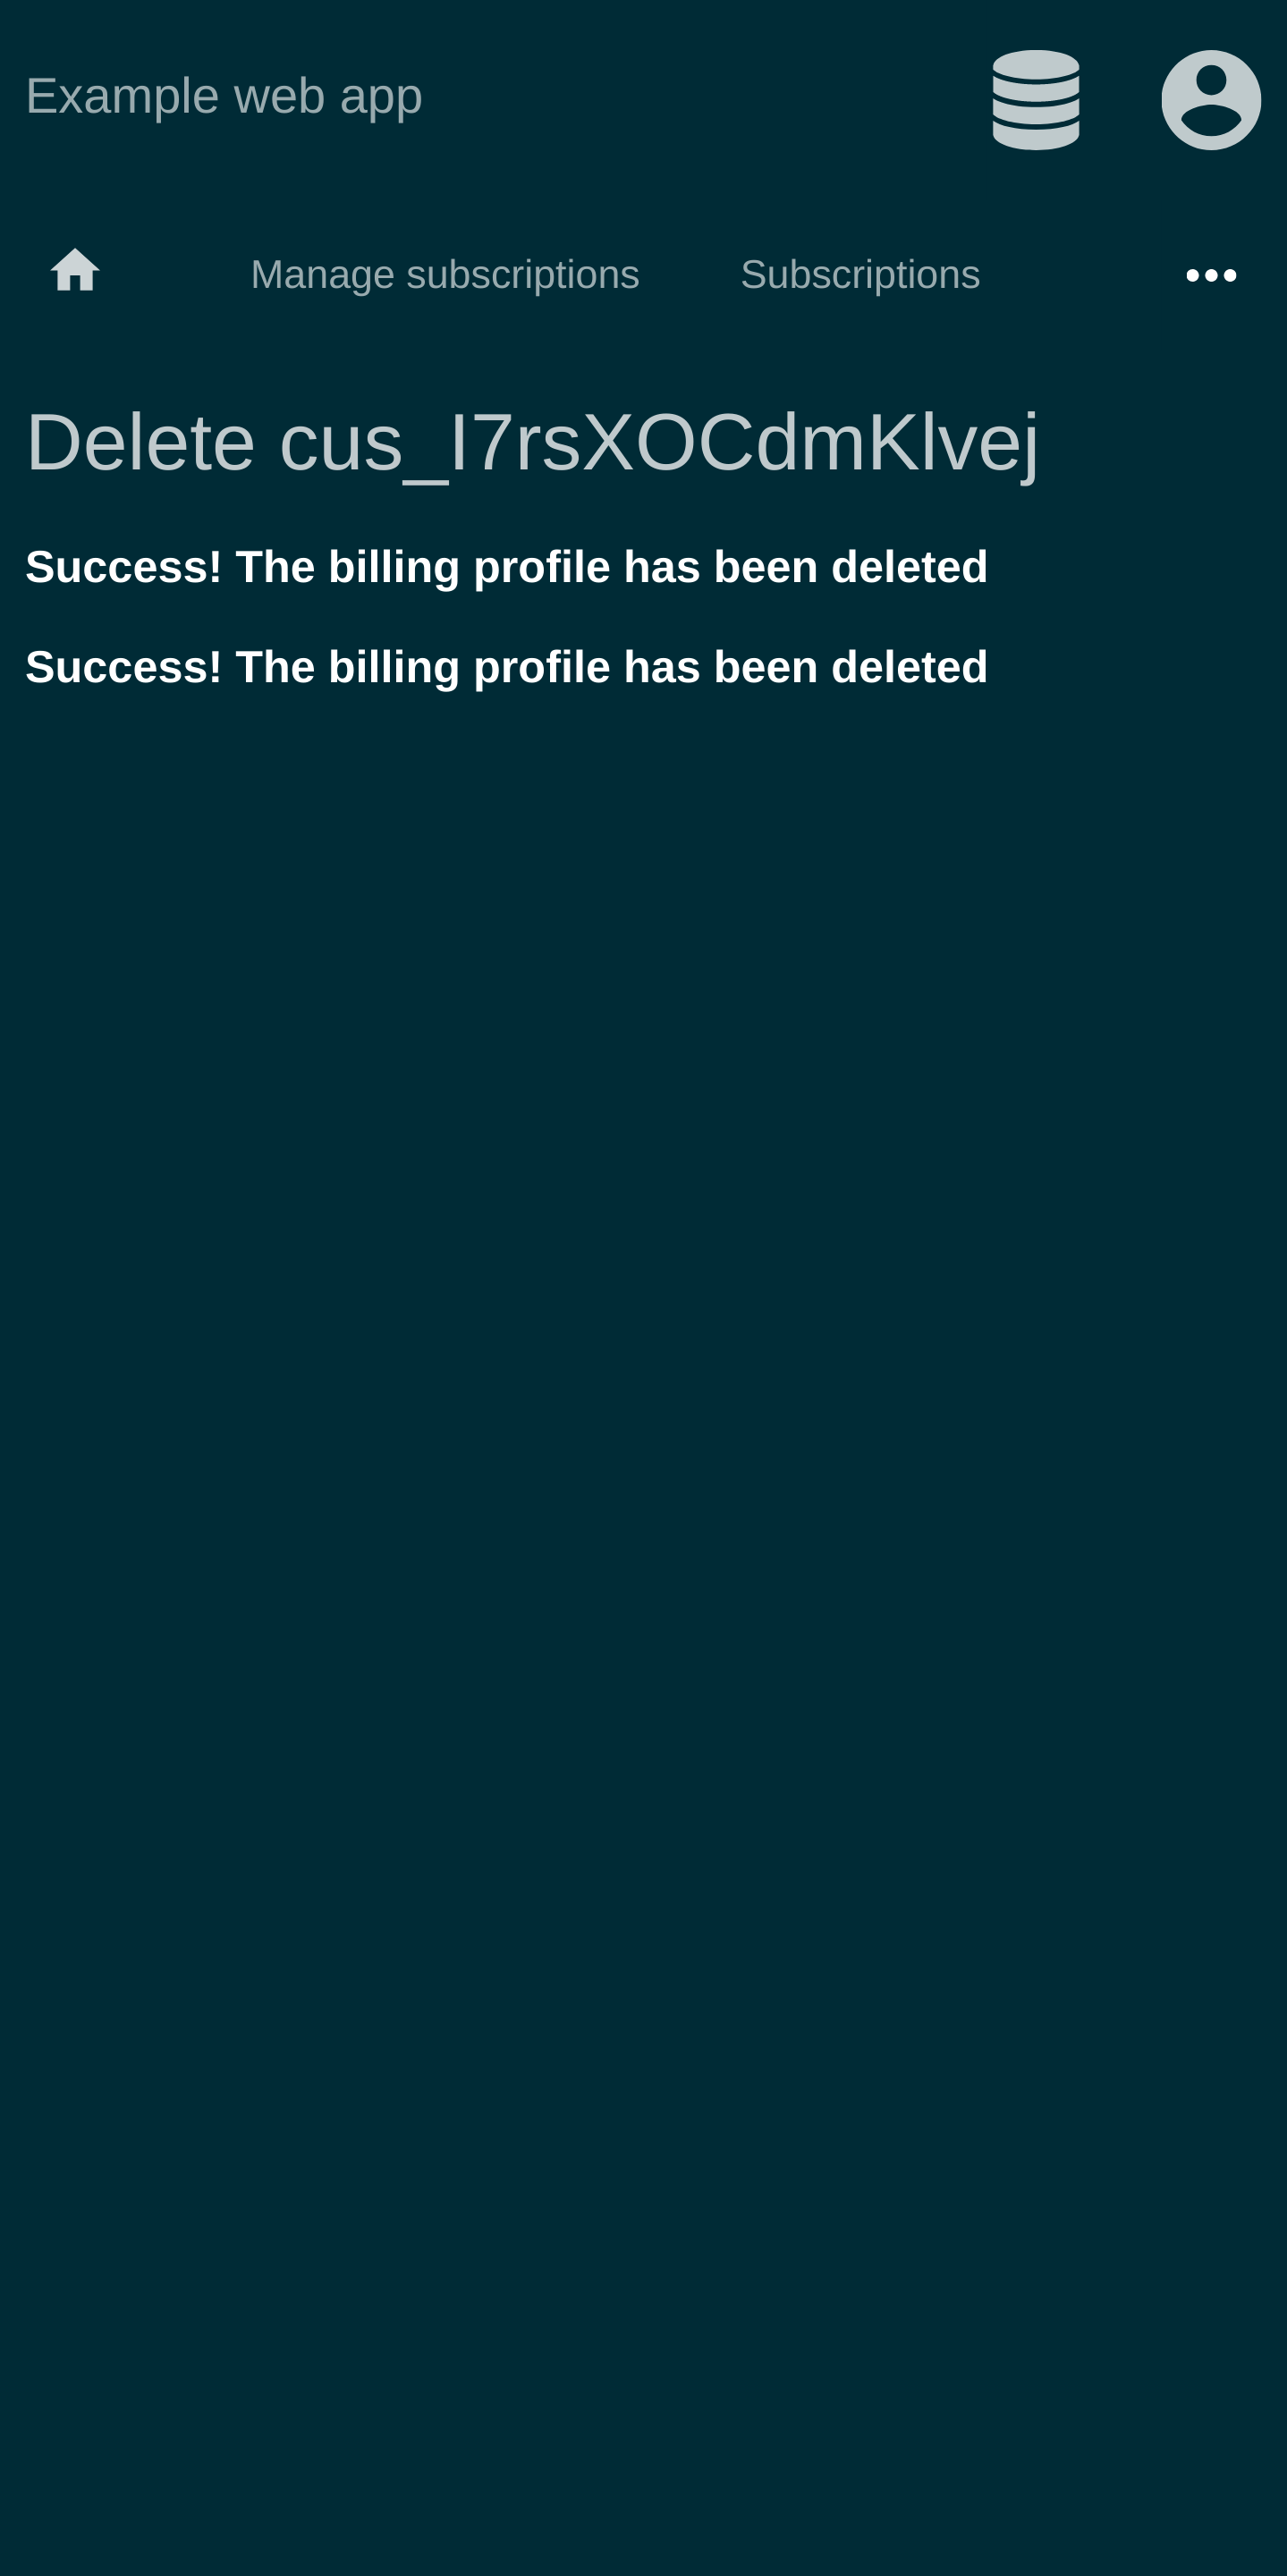 Example web app
Manage subscriptions Subscriptions
Delete cus_I7rsXOCdmKlvej
Success! The billing profile has been deleted
Success! The billing profile has been deleted